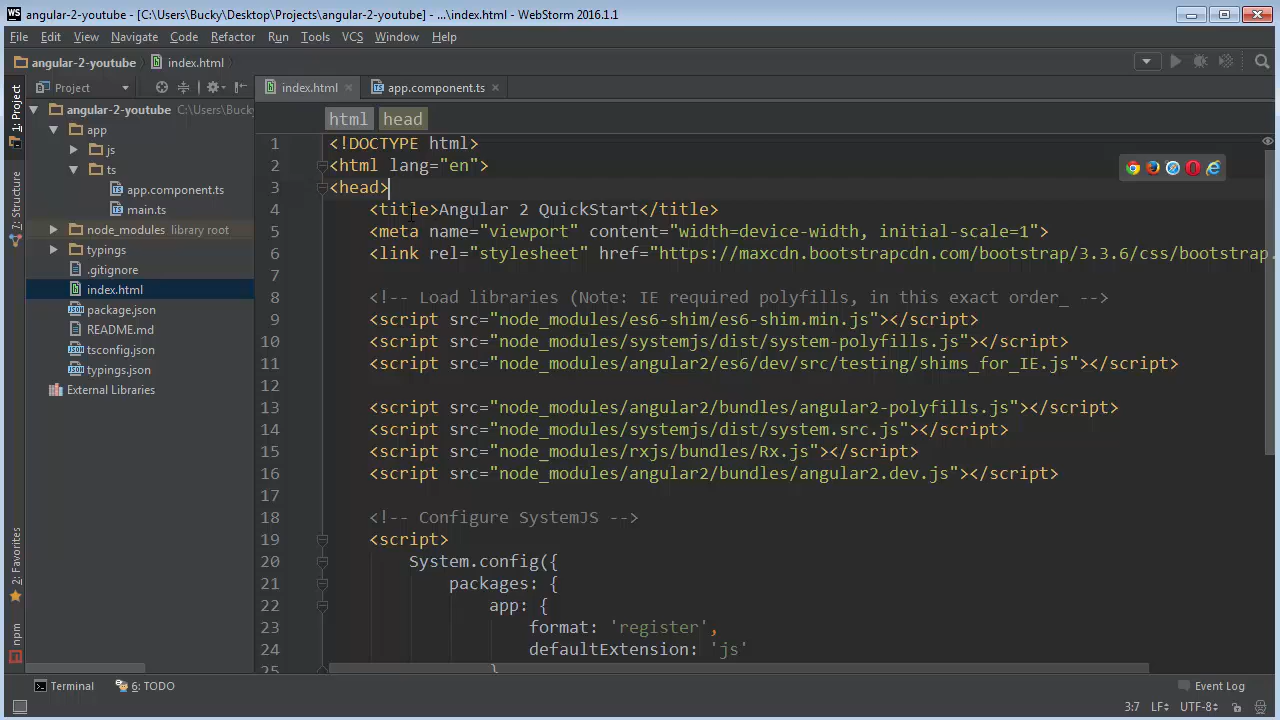 WS angular-2-youtube - [C:\Users\Bucky\Desktop\Projects\angular-2-youtube] - ...\index.html - WebStorm 2016.1.1
File Edit View Navigate Code Refactor Run Tools VCS Window Help
angular-2-youtube index.html
Project
index.html
app.component.ts
1: Project
7: Structure
2: Favorites
npm
angular-2-youtube C:\Users\Bucky
app
js
ts
app.component.ts
main.ts
node_modules library root
typings
.gitignore
index.html
package.json
README.md
tsconfig.json
typings.json
External Libraries
html head
1 <!DOCTYPE html>
2 <html lang="en">
3 <head>
4 <title>Angular 2 QuickStart</title>
5 <meta name="viewport" content="width=device-width, initial-scale=1">
6 <link rel="stylesheet" href="https://maxcdn.bootstrapcdn.com/bootstrap/3.3.6/css/bootstrap.
7
8 <!-- Load libraries (Note: IE required polyfills, in this exact order_ -->
9 <script src="node_modules/es6-shim/es6-shim.min.js"></script>
10 <script src="node_modules/systemjs/dist/system-polyfills.js"></script>
11 <script src="node_modules/angular2/es6/dev/src/testing/shims_for_IE.js"></script>
12
13 <script src="node_modules/angular2/bundles/angular2-polyfills.js"></script>
14 <script src="node_modules/systemjs/dist/system.src.js"></script>
15 <script src="node_modules/rxjs/bundles/Rx.js"></script>
16 <script src="node_modules/angular2/bundles/angular2.dev.js"></script>
17
18 <!-- Configure SystemJS -->
19 <script>
20 System.config({
21 packages: {
22 app: {
23 format: 'register',
24 defaultExtension: 'js'
25 }
Terminal 6: TODO Event Log
3:7 LF UTF-8